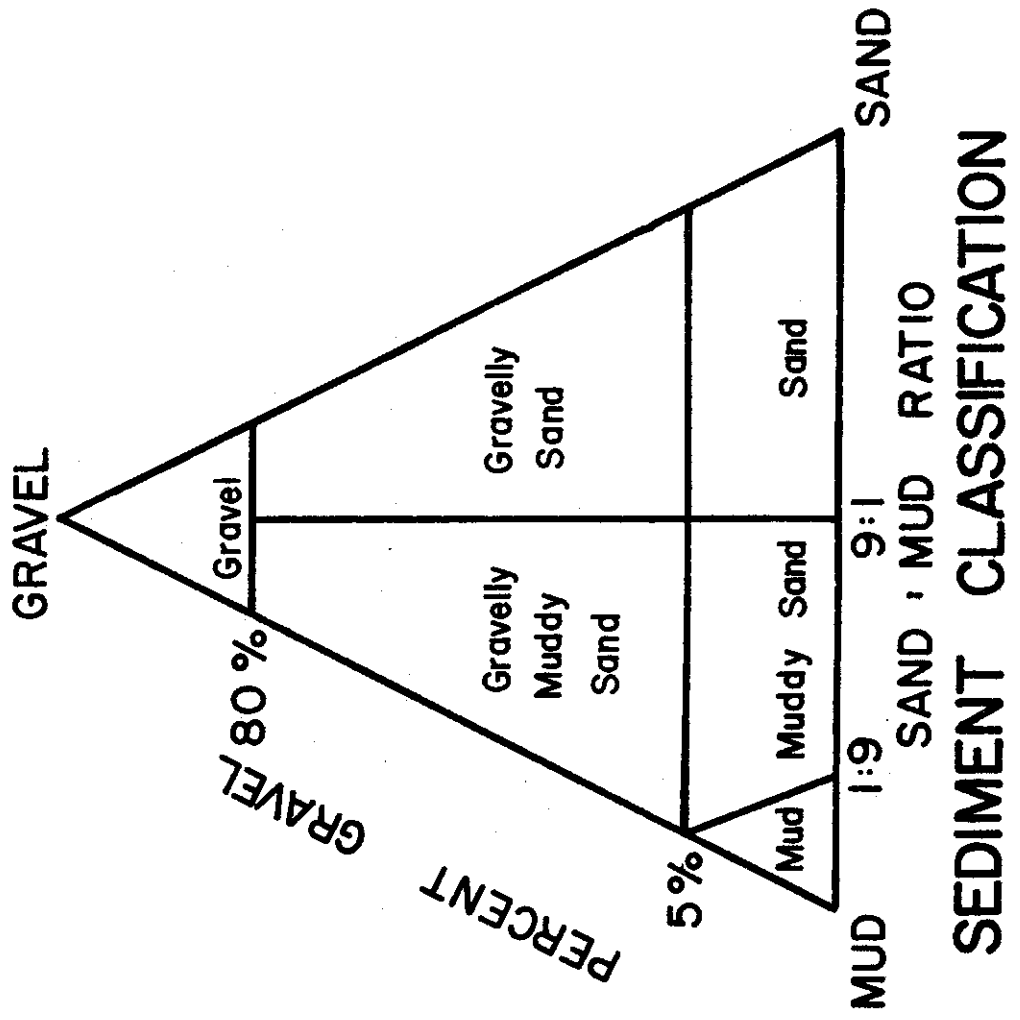 GRAVEL
Gravel
80 %
PERCENT GRAVEL
Gravelly
Muddy
Sand
Gravelly
Sand
5%
Mud
Muddy Sand
Sand
MUD
1:9
9:1
SAND
SAND : MUD RATIO
SEDIMENT CLASSIFICATION